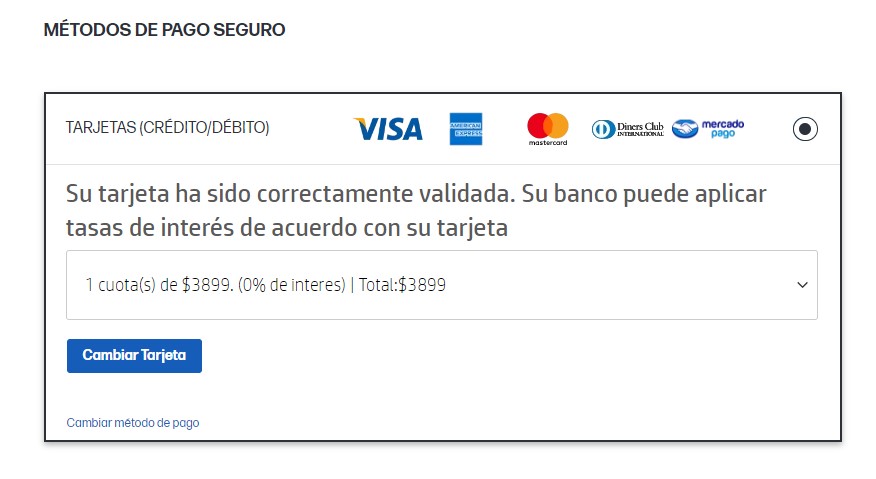 MÉTODOS DE PAGO SEGURO
TARJETAS (CRÉDITO/DÉBITO)
VISA
AMERICAN
EXPRESS
mastercard
Diners Club
INTERNATIONAL
mercado
pago
Su tarjeta ha sido correctamente validada. Su banco puede aplicar
tasas de interés de acuerdo con su tarjeta
1 cuota(s) de $3899. (0% de interes) | Total:$3899
Cambiar Tarjeta
Cambiar método de pago